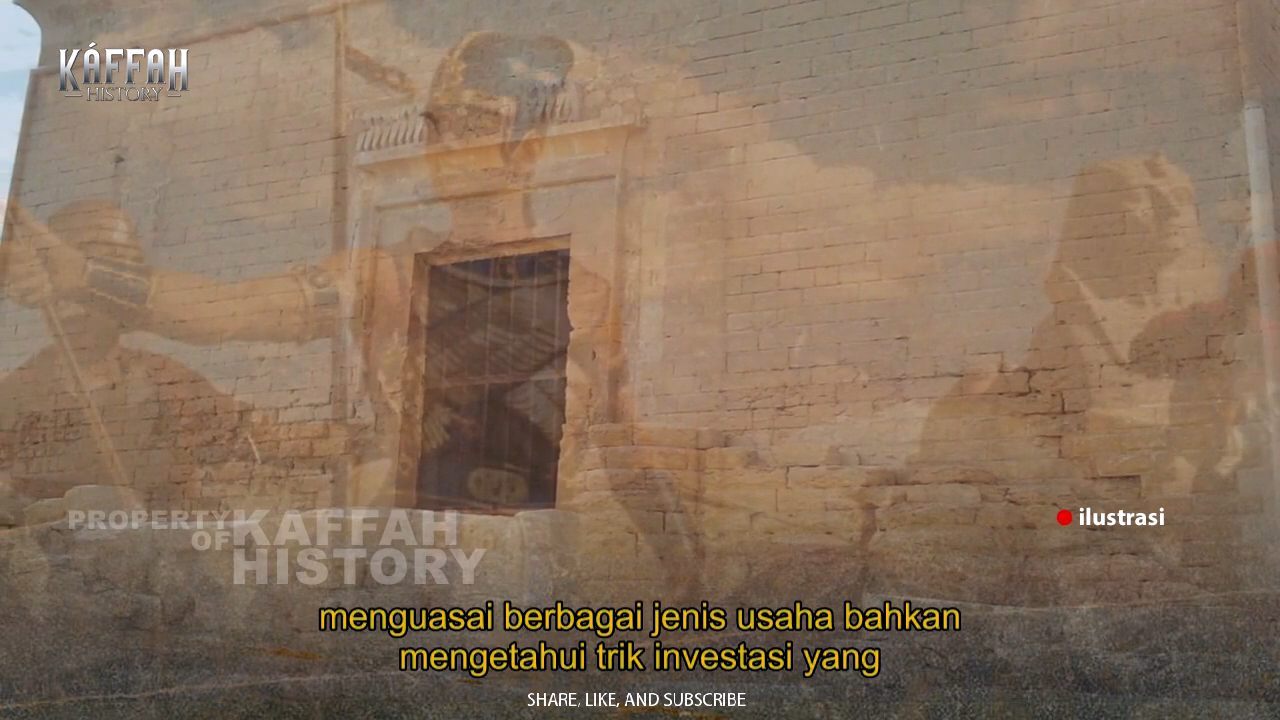 KÁFFAH
HISTORY
PROPERTY
OF
KAFFAH
HISTORY
ilustrasi
menguasai berbagai jenis usaha bahkan
mengetahui trik investasi yang
SHARE, LIKE, AND SUBSCRIBE